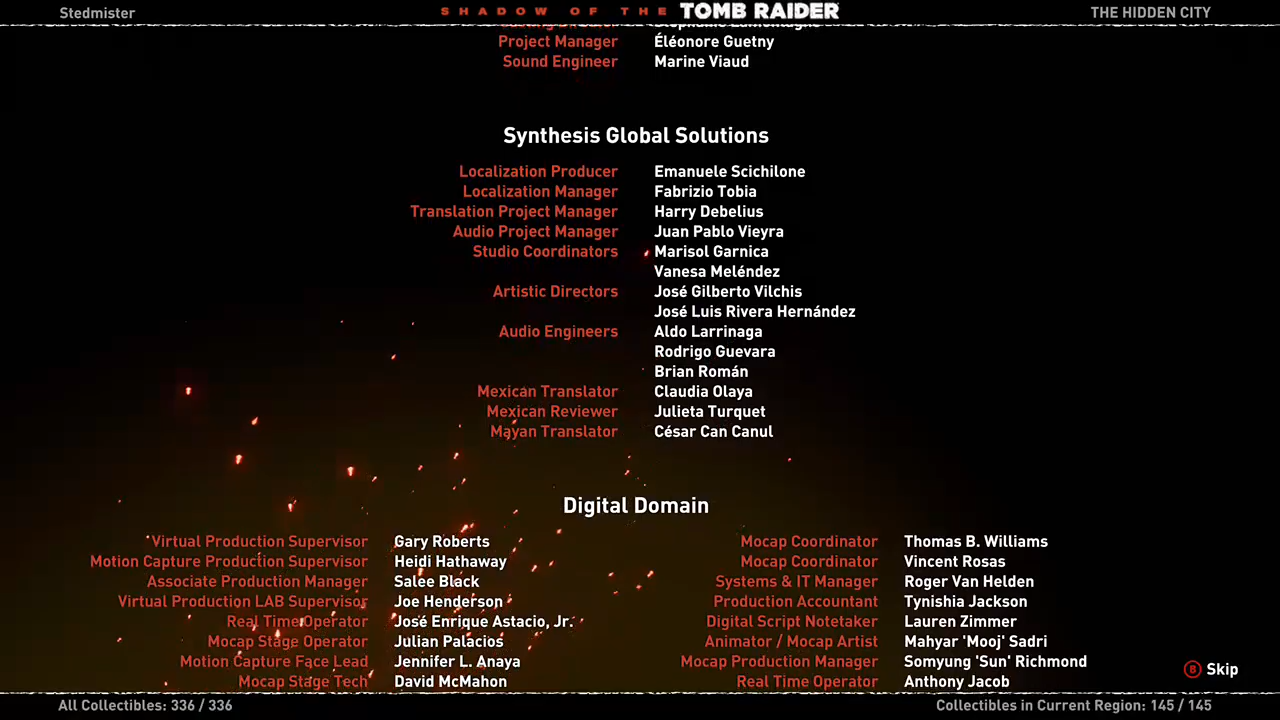 Stedmister
SHADOW OF THE TOMB RAIDER
THE HIDDEN CITY
Project Manager Éléonore Guetny
Sound Engineer Marine Viaud
Synthesis Global Solutions
Localization Producer Emanuele Scichilone
Localization Manager Fabrizio Tobia
Translation Project Manager Harry Debelius
Audio Project Manager Juan Pablo Vieyra
Studio Coordinators Marisol Garnica
Vanesa Meléndez
Artistic Directors José Gilberto Vilchis
José Luis Rivera Hernández
Audio Engineers Aldo Larrinaga
Rodrigo Guevara
Brian Román
Mexican Translator Claudia Olaya
Mexican Reviewer Julieta Turquet
Mayan Translator César Can Canul
Digital Domain
Virtual Production Supervisor Gary Roberts
Motion Capture Production Supervisor Heidi Hathaway
Associate Production Manager Salee Black
Virtual Production LAB Supervisor Joe Henderson
Real Time Operator José Enrique Astacio, Jr.
Mocap Stage Operator Julian Palacios
Motion Capture Face Lead Jennifer L. Anaya
Mocap Stage Tech David McMahon
Mocap Coordinator Thomas B. Williams
Mocap Coordinator Vincent Rosas
Systems & IT Manager Roger Van Helden
Production Accountant Tynishia Jackson
Digital Script Notetaker Lauren Zimmer
Animator / Mocap Artist Mahyar 'Mooj' Sadri
Mocap Production Manager Somyung 'Sun' Richmond
Real Time Operator Anthony Jacob
B Skip
All Collectibles: 336 / 336
Collectibles in Current Region: 145 / 145